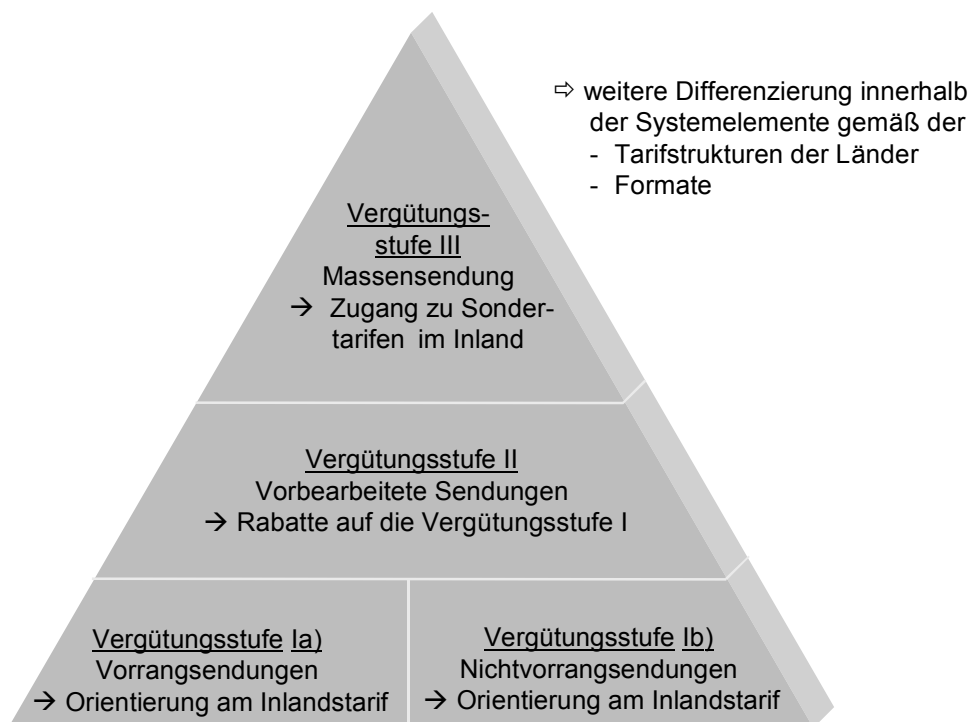 ⇨ weitere Differenzierung innerhalb
der Systemelemente gemäß der
- Tarifstrukturen der Länder
- Formate
Vergütungs-
stufe III
Massensendung
→ Zugang zu Sonder-
tarifen im Inland
Vergütungsstufe II
Vorbearbeitete Sendungen
→ Rabatte auf die Vergütungsstufe I
Vergütungsstufe Ia)
Vorrangsendungen
→ Orientierung am Inlandstarif
Vergütungsstufe Ib)
Nichtvorrangsendungen
→ Orientierung am Inlandstarif